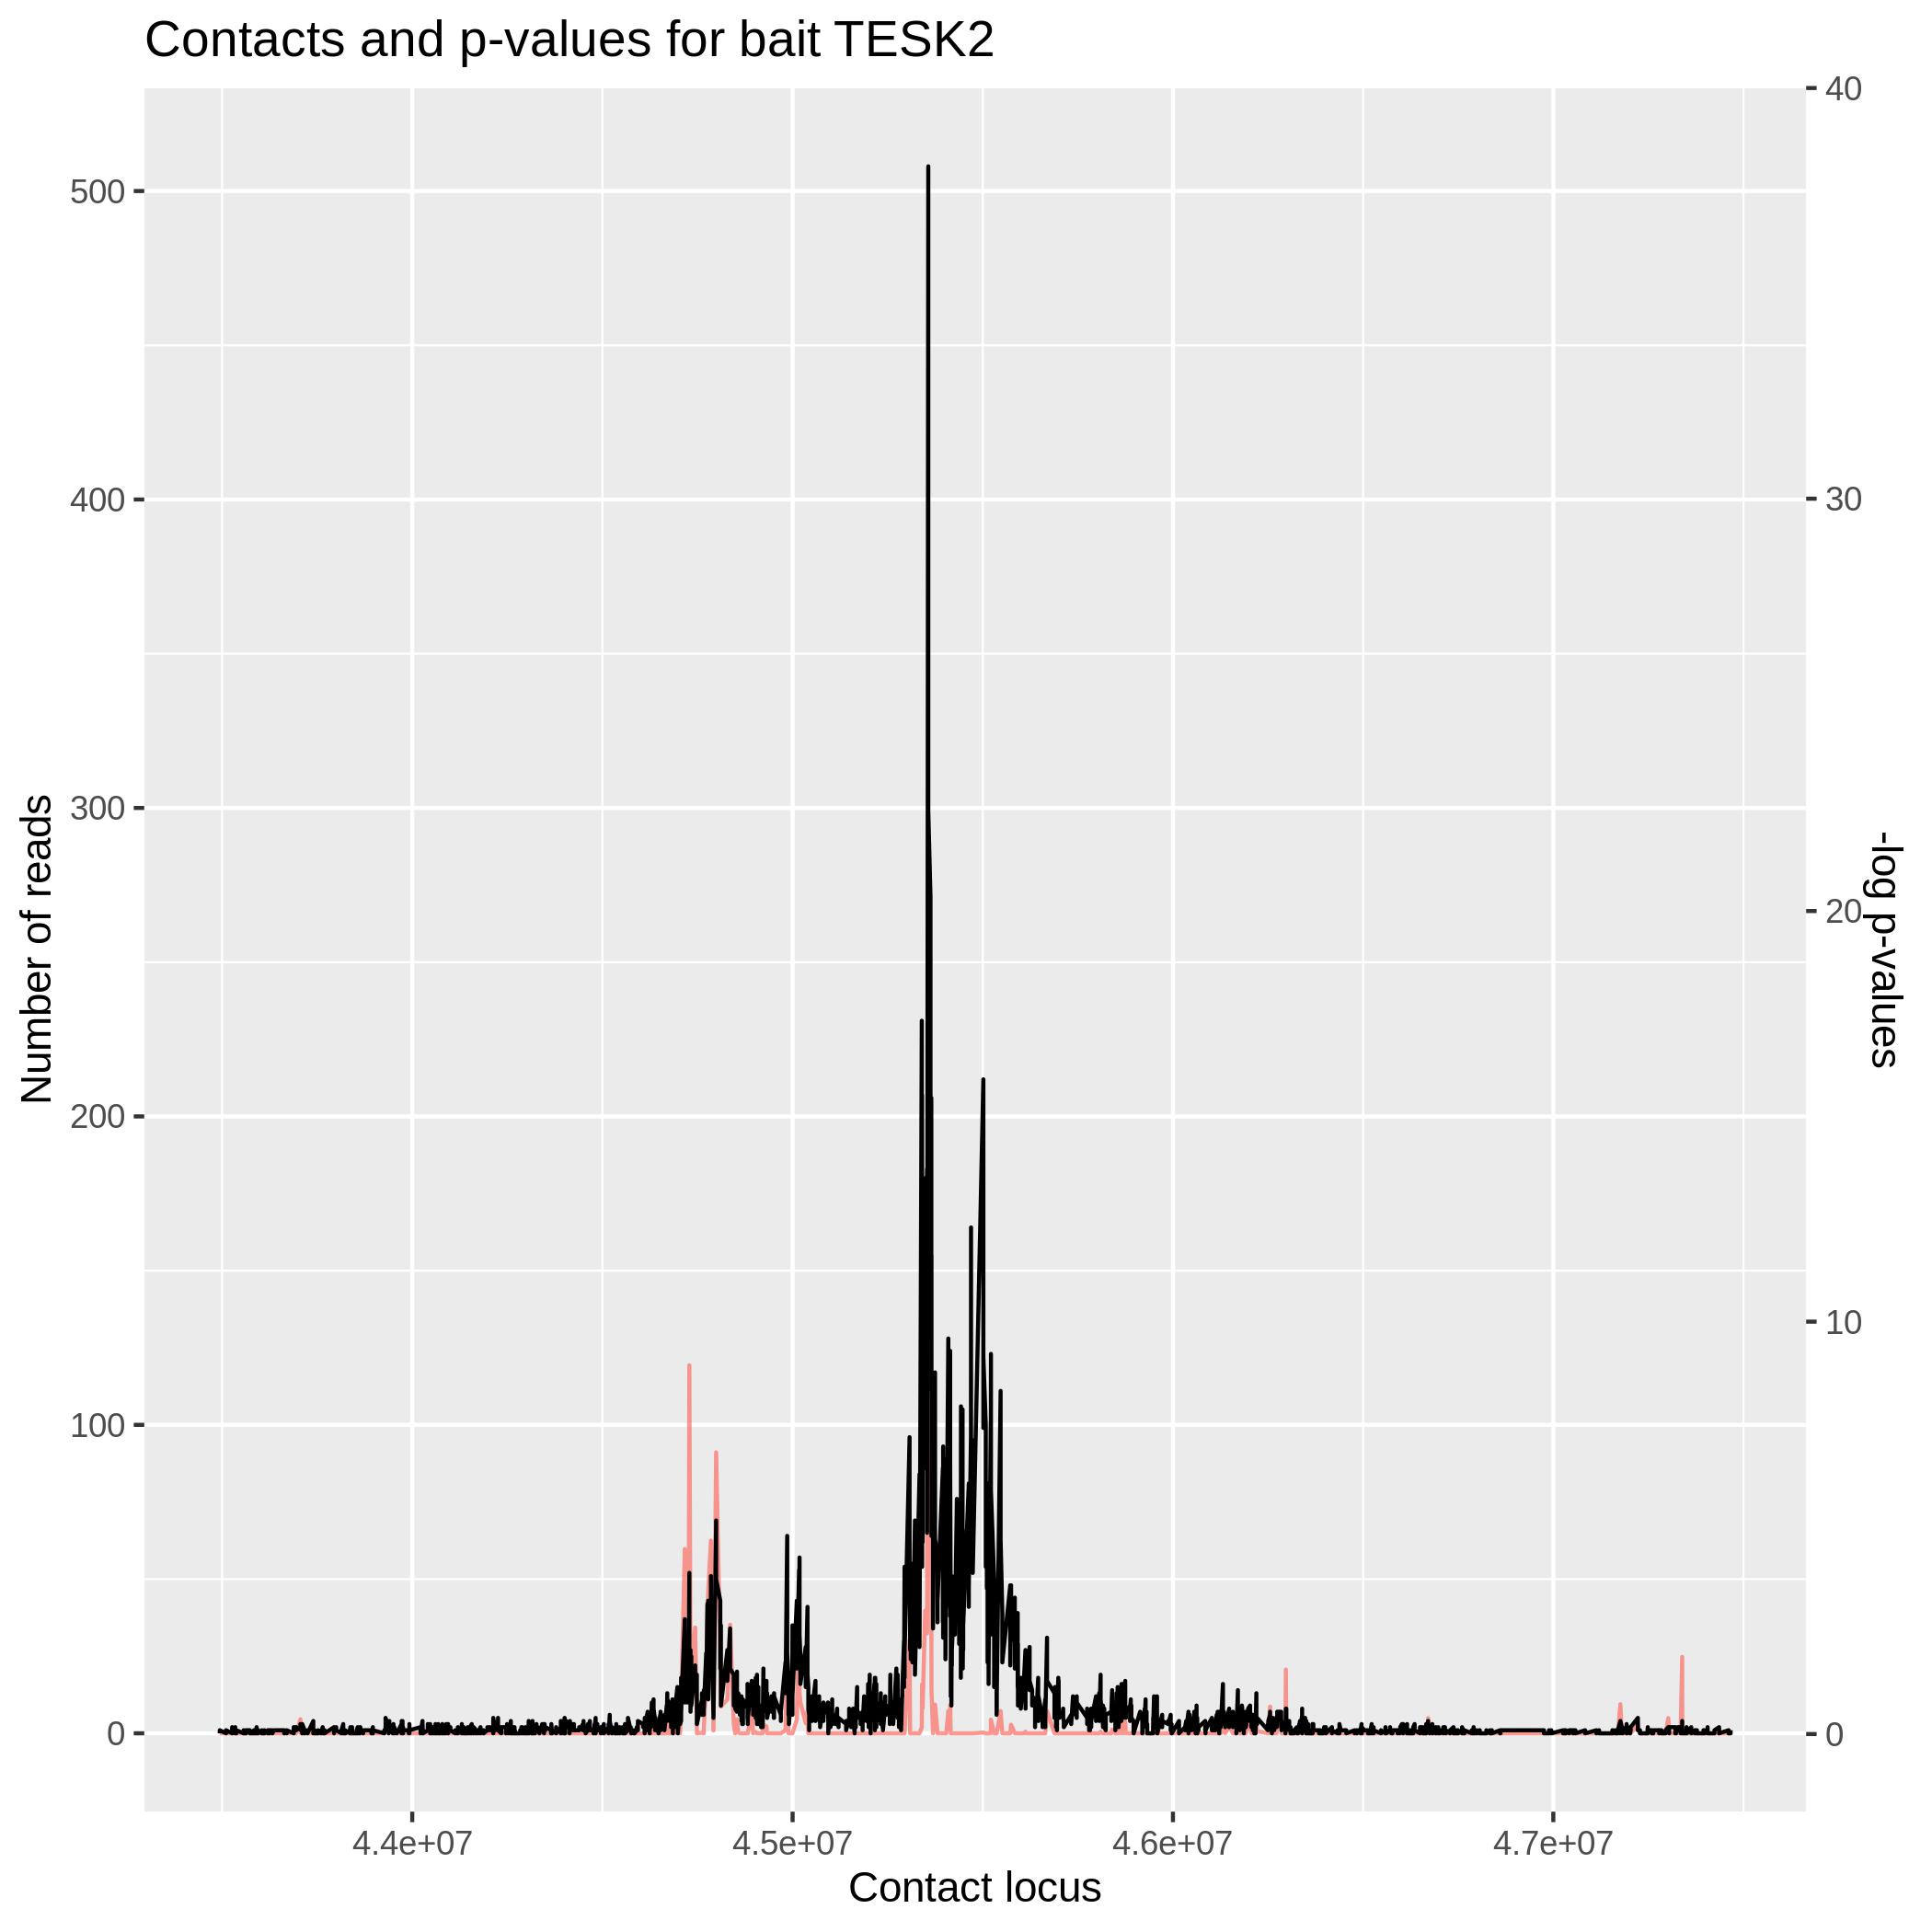 Contacts and p-values for bait TESK2
40
500
400
30
300
20
200
10
100
0
0
Number of reads
-log p-values
4.4e+07
4.5e+07
4.6e+07
4.7e+07
Contact locus